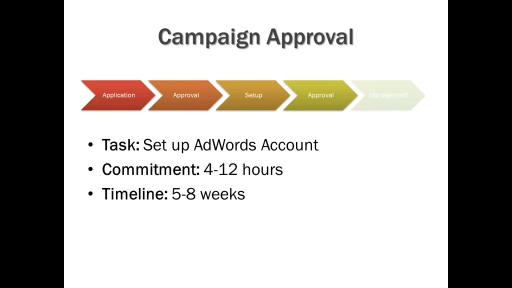 Campaign Approval
Application Approval Setup Approval Management
• Task: Set up AdWords Account
• Commitment: 4-12 hours
• Timeline: 5-8 weeks